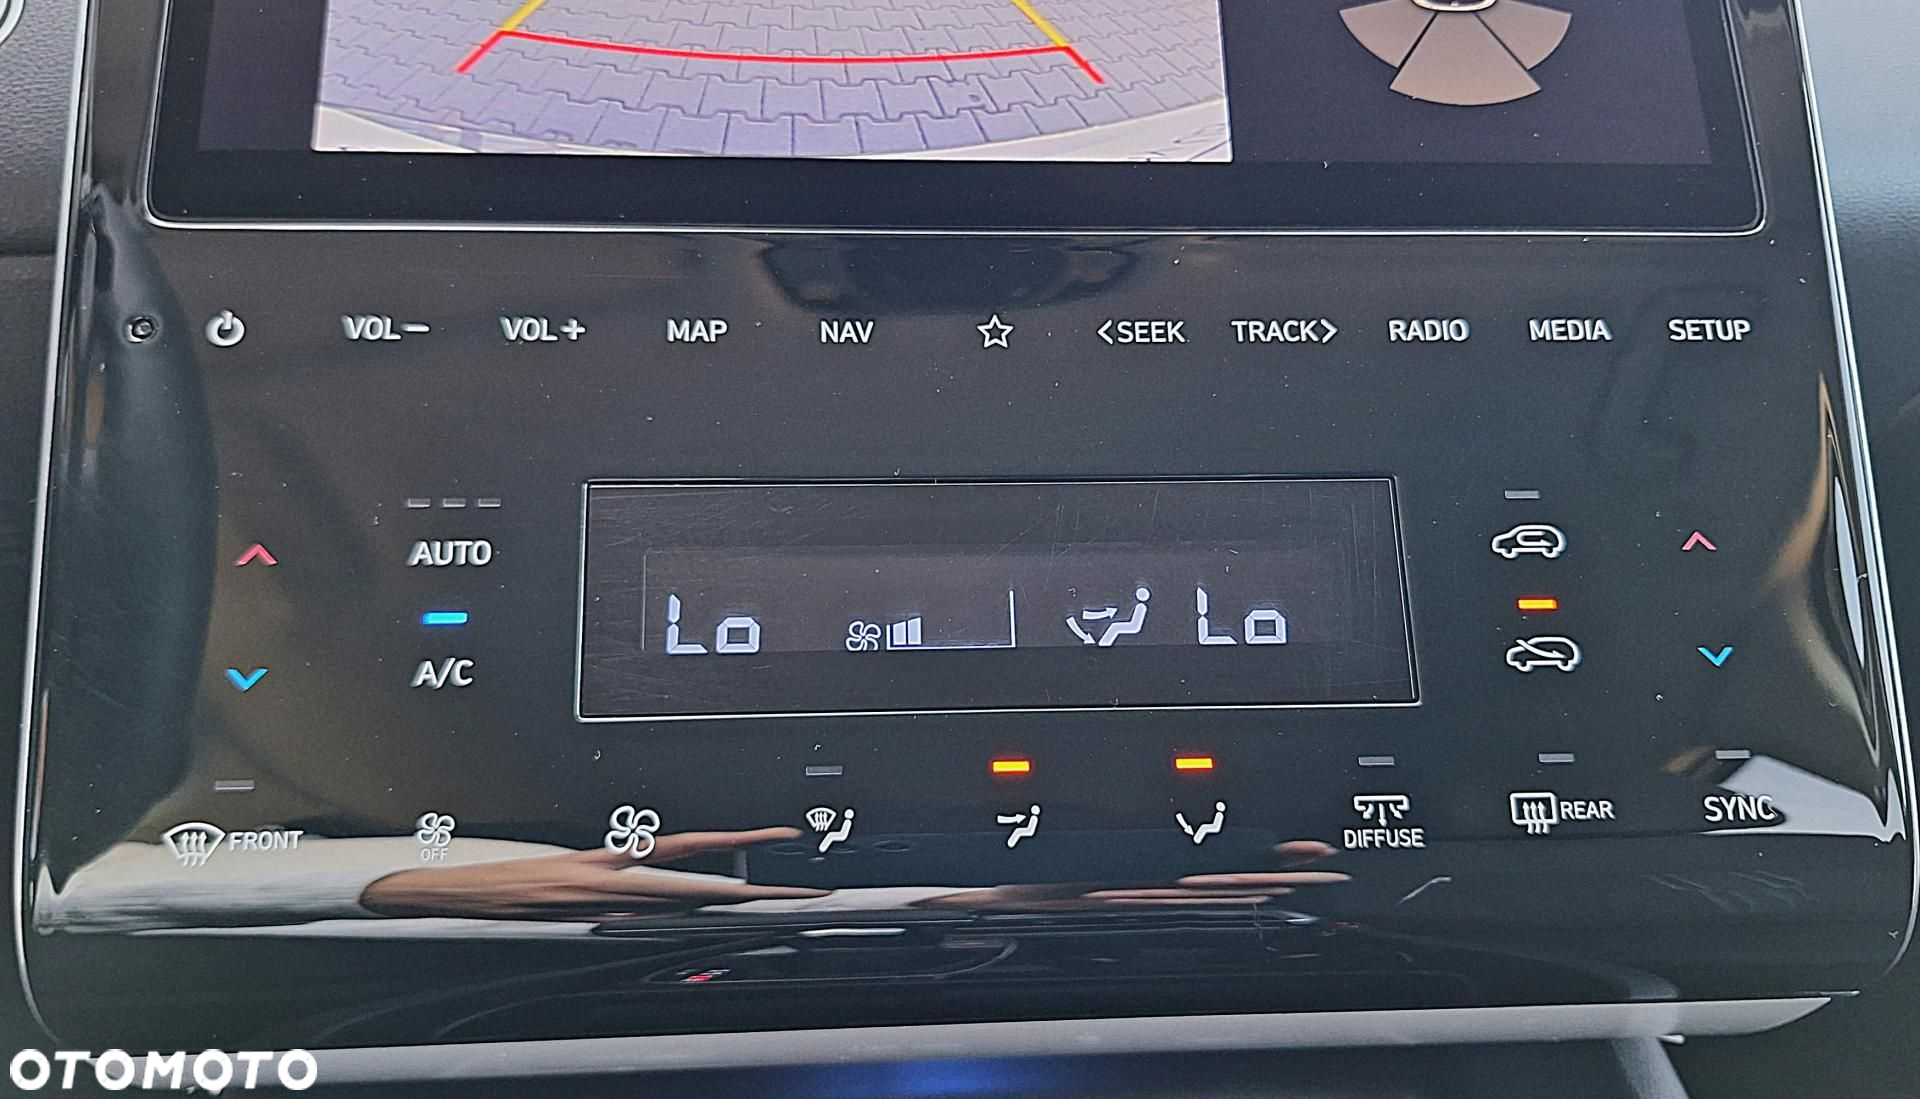 VOL− VOL+ MAP NAV <SEEK TRACK> RADIO MEDIA SETUP
AUTO
A/C
Lo Lo
FRONT OFF DIFFUSE REAR SYNC
OTOMOTO